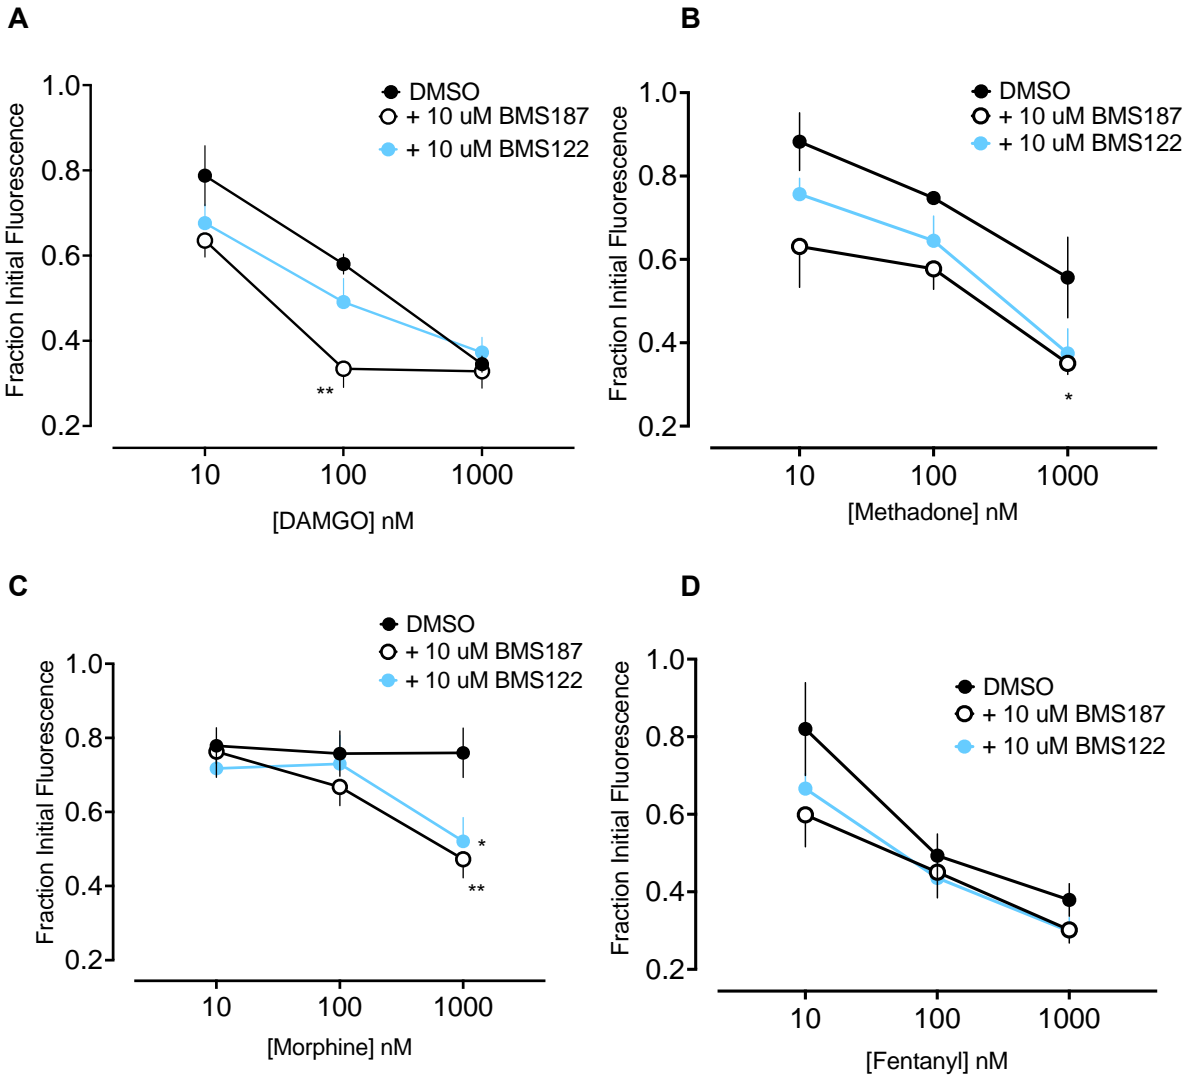 A
Fraction Initial Fluorescence
1.0
0.8
0.6
0.4
0.2
DMSO
+ 10 uM BMS187
+ 10 uM BMS122
**
10 100 1000
[DAMGO] nM
B
Fraction Initial Fluorescence
1.0
0.8
0.6
0.4
0.2
DMSO
+ 10 uM BMS187
+ 10 uM BMS122
*
10 100 1000
[Methadone] nM
C
Fraction Initial Fluorescence
1.0
0.8
0.6
0.4
0.2
DMSO
+ 10 uM BMS187
+ 10 uM BMS122
*
**
10 100 1000
[Morphine] nM
D
Fraction Initial Fluorescence
1.0
0.8
0.6
0.4
0.2
DMSO
+ 10 uM BMS187
+ 10 uM BMS122
10 100 1000
[Fentanyl] nM